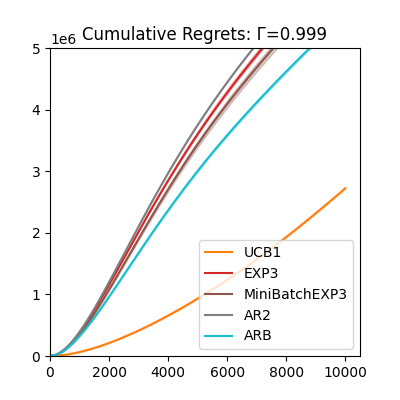 Cumulative Regrets: Γ=0.999
1e6
5
4
3
2
1
0
0 2000 4000 6000 8000 10000
UCB1
EXP3
MiniBatchEXP3
AR2
ARB